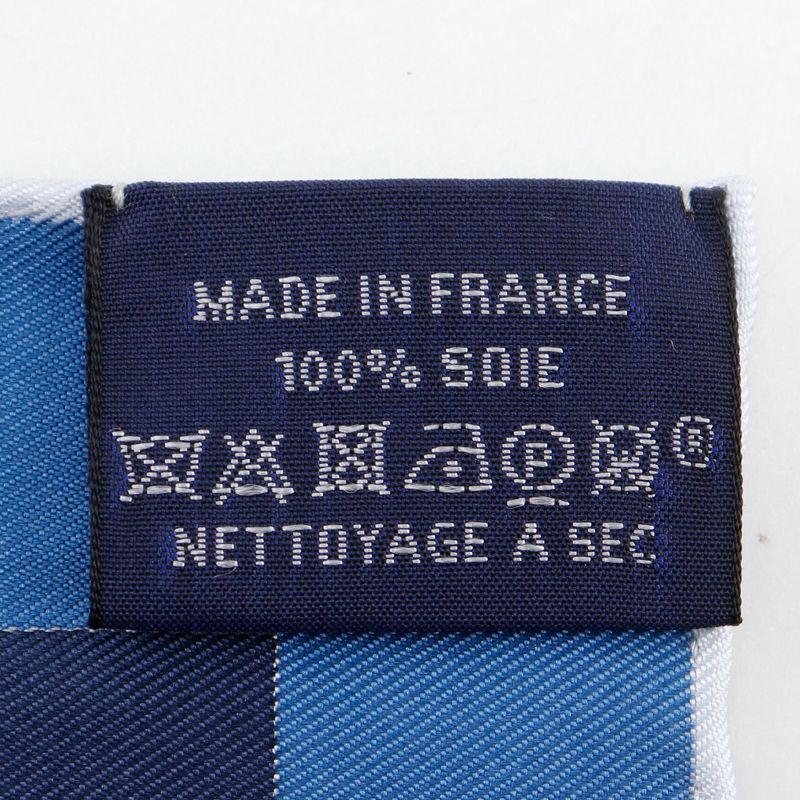 MADE IN FRANCE
100% SOIE
P W ®
NETTOYAGE A SEC